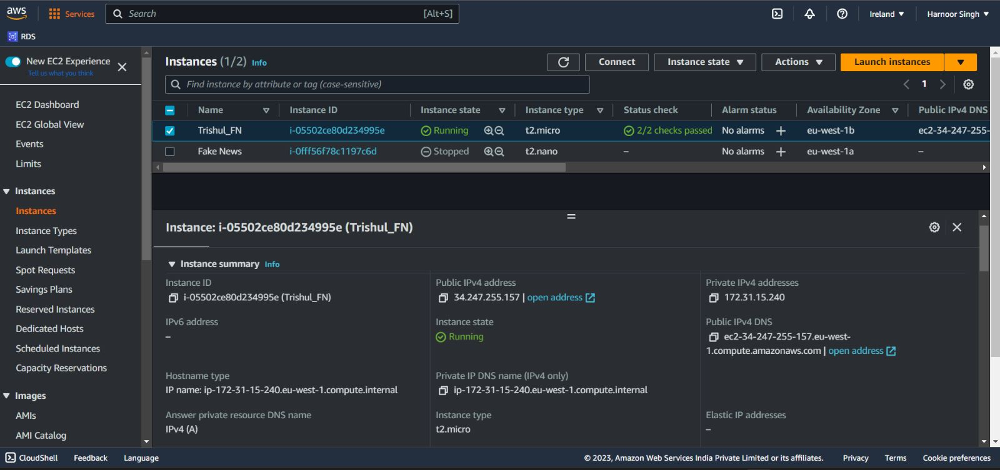 aws
Services
Search [Alt+S]
Ireland
Harnoor Singh
RDS
New EC2 Experience
Tell us what you think
EC2 Dashboard
EC2 Global View
Events
Limits
Instances
Instances
Instance Types
Launch Templates
Spot Requests
Savings Plans
Reserved Instances
Dedicated Hosts
Scheduled Instances
Capacity Reservations
Images
AMIs
AMI Catalog
Instances (1/2) Info
Connect
Instance state
Actions
Launch instances
Find instance by attribute or tag (case-sensitive)
1
Name Instance ID Instance state Instance type Status check Alarm status Availability Zone Public IPv4 DNS
Trishul_FN i-05502ce80d234995e Running t2.micro 2/2 checks passed No alarms + eu-west-1b ec2-34-247-255-
Fake News i-0fff56f78c1197c6d Stopped t2.nano – No alarms + eu-west-1a –
Instance: i-05502ce80d234995e (Trishul_FN)
Instance summary Info
Instance ID
i-05502ce80d234995e (Trishul_FN)
Public IPv4 address
34.247.255.157 | open address
Private IPv4 addresses
172.31.15.240
IPv6 address
–
Instance state
Running
Public IPv4 DNS
ec2-34-247-255-157.eu-west-
1.compute.amazonaws.com | open address
Hostname type
IP name: ip-172-31-15-240.eu-west-1.compute.internal
Private IP DNS name (IPv4 only)
ip-172-31-15-240.eu-west-1.compute.internal
Answer private resource DNS name
IPv4 (A)
Instance type
t2.micro
Elastic IP addresses
–
CloudShell
Feedback
Language
© 2023, Amazon Web Services India Private Limited or its affiliates.
Privacy
Terms
Cookie preferences